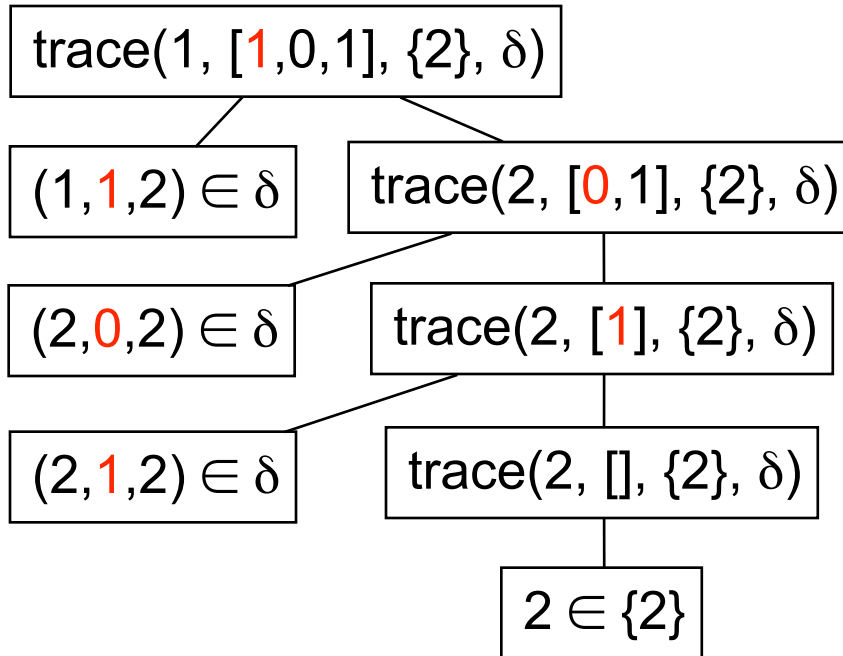 trace(1, [1,0,1], {2}, δ)
(1,1,2) ∈ δ
trace(2, [0,1], {2}, δ)
(2,0,2) ∈ δ
trace(2, [1], {2}, δ)
(2,1,2) ∈ δ
trace(2, [], {2}, δ)
2 ∈ {2}